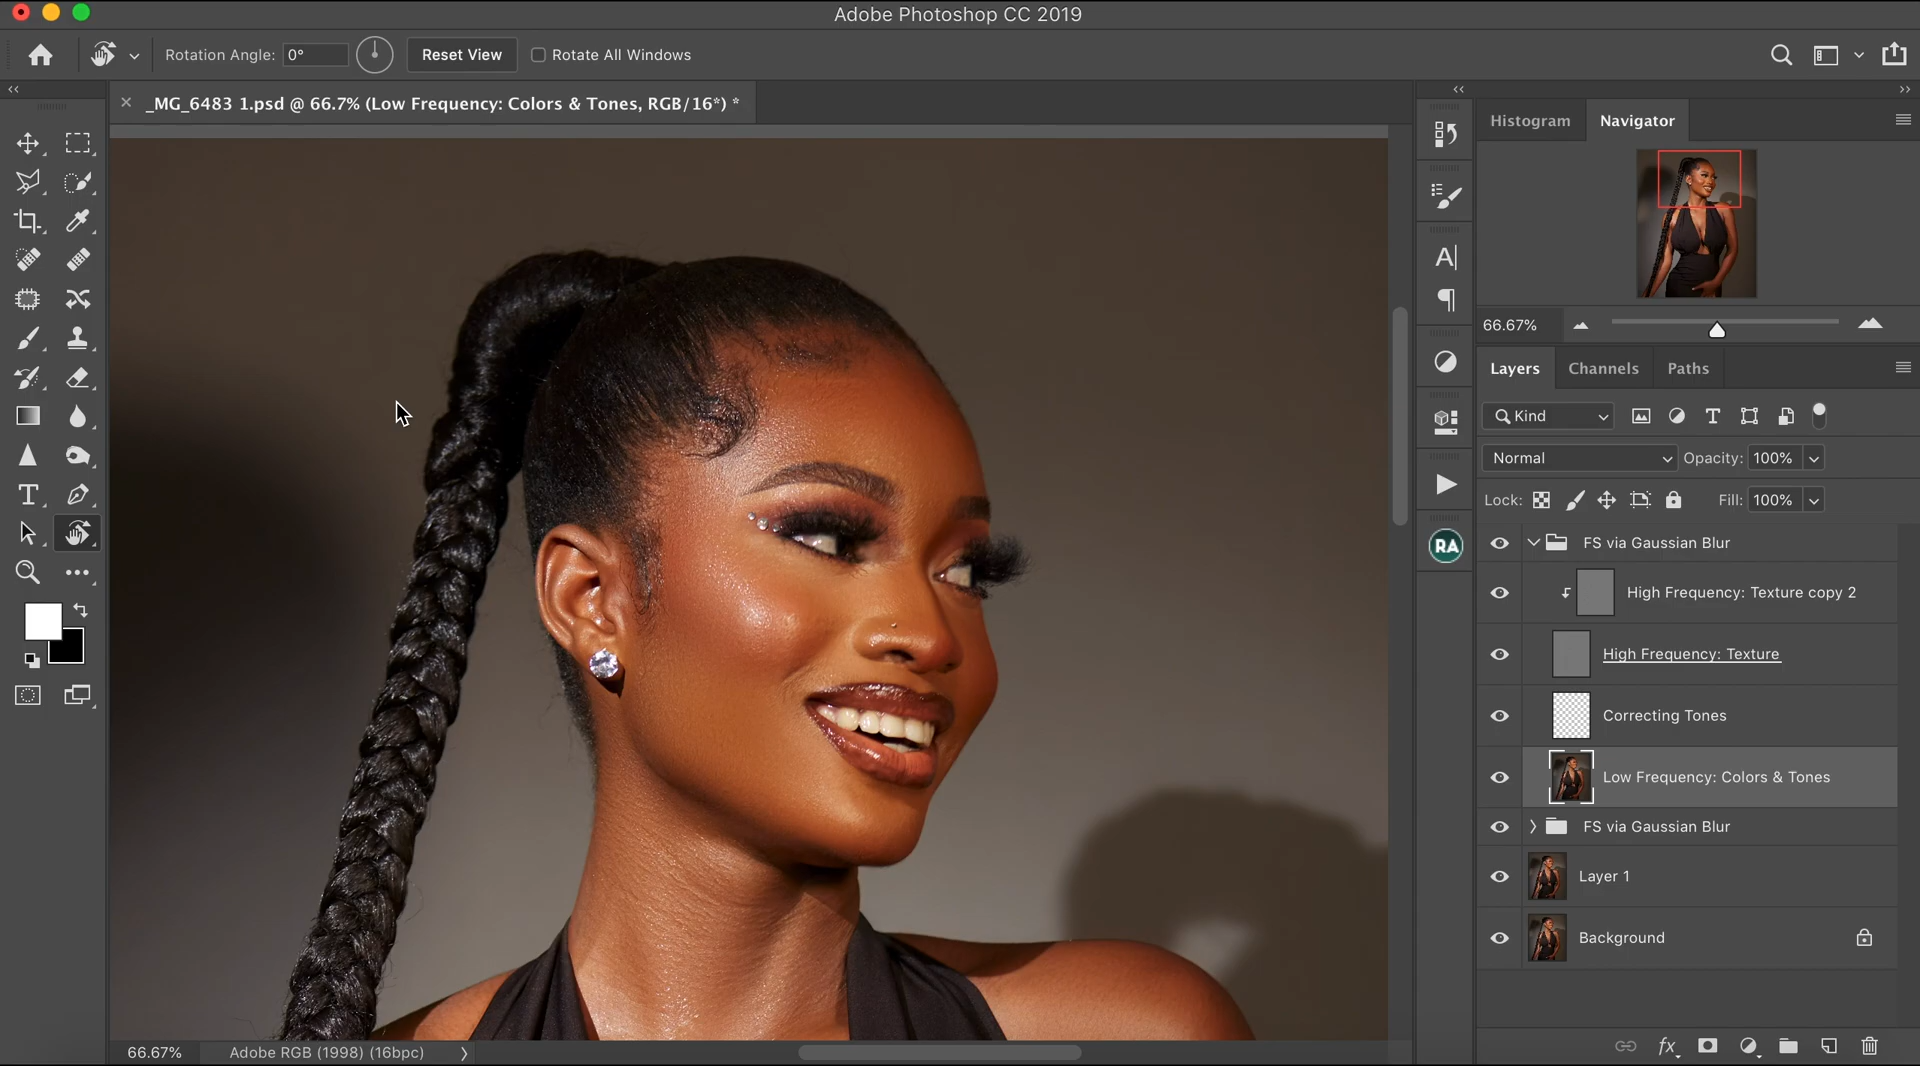 Adobe Photoshop CC 2019
Rotation Angle: 0° Reset View Rotate All Windows
_MG_6483 1.psd @ 66.7% (Low Frequency: Colors & Tones, RGB/16*) *
Histogram Navigator
66.67%
Layers Channels Paths
Kind
Normal Opacity: 100%
Lock: Fill: 100%
FS via Gaussian Blur
High Frequency: Texture copy 2
High Frequency: Texture
Correcting Tones
Low Frequency: Colors & Tones
FS via Gaussian Blur
Layer 1
Background
RA
66.67% Adobe RGB (1998) (16bpc)
fx